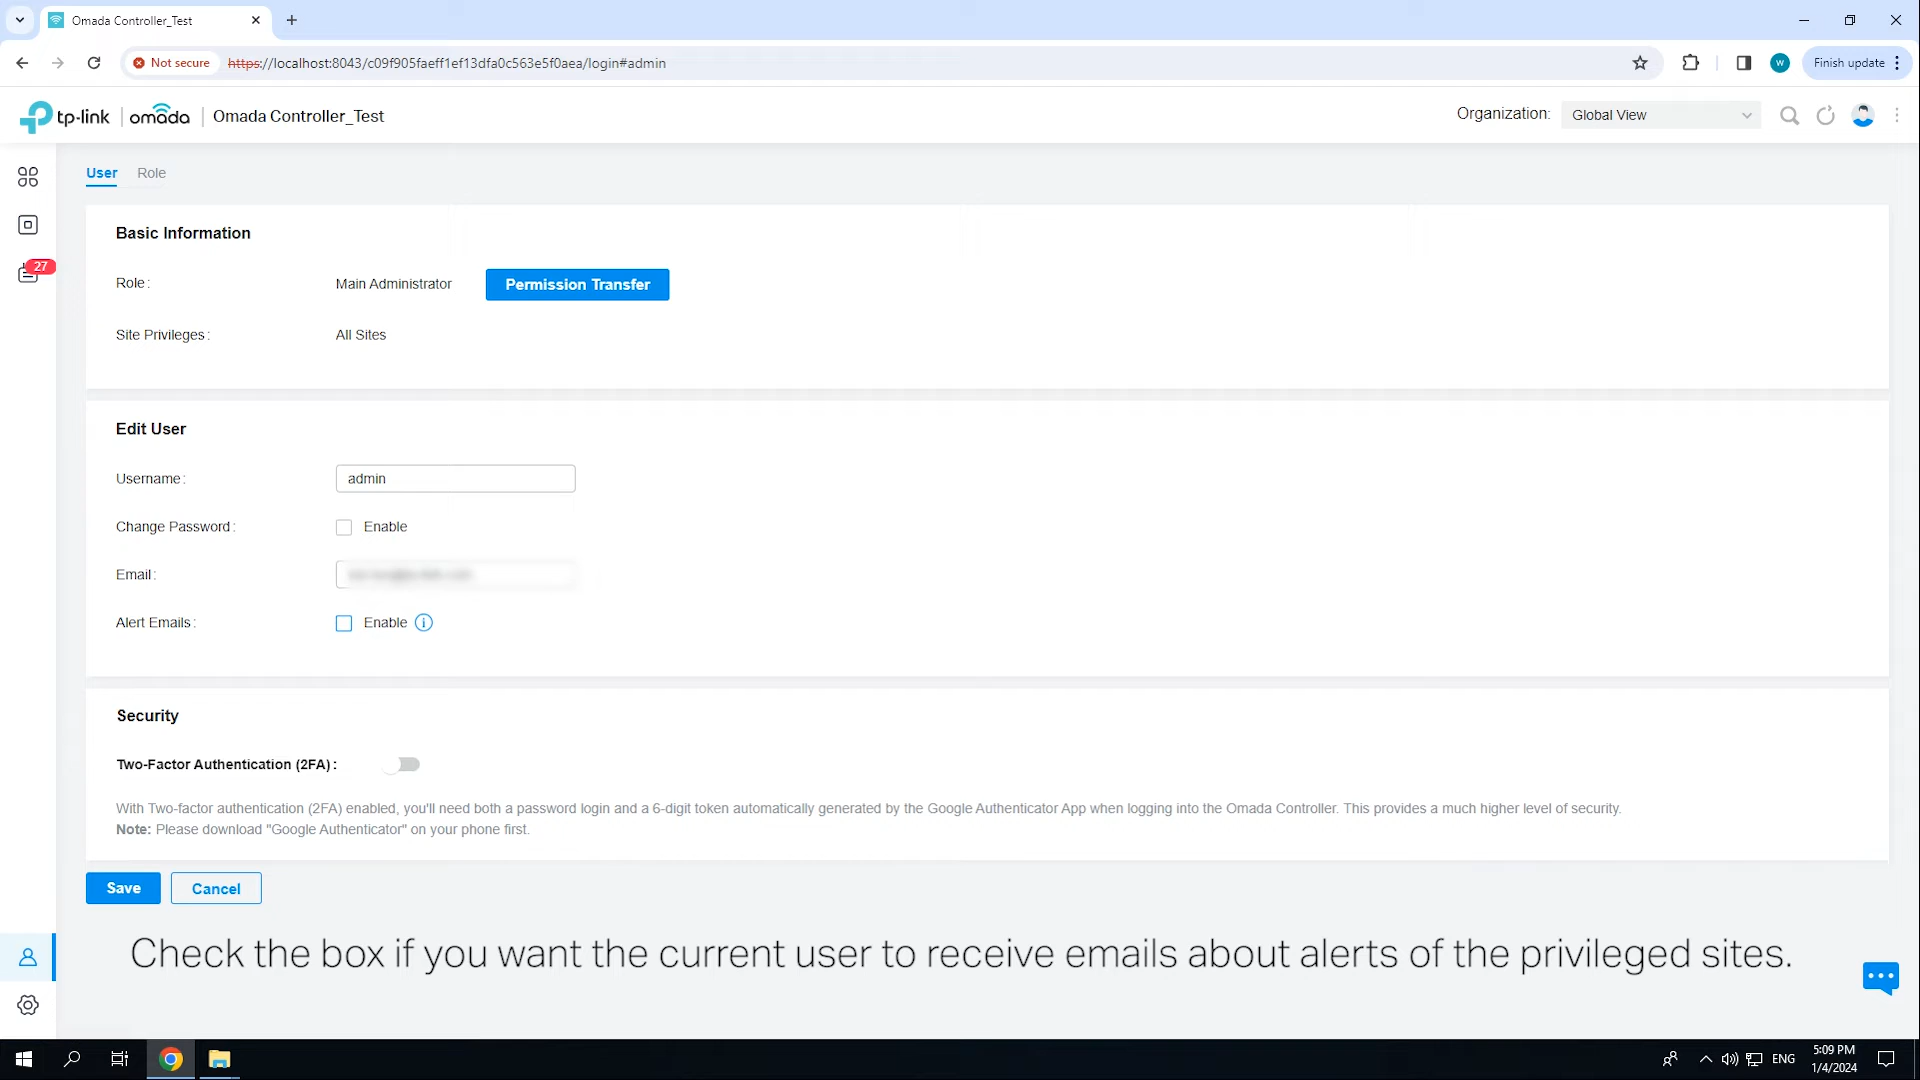 Omada Controller_Test
Not secure
https://localhost:8043/c09f905faeff1ef13dfa0c563e5f0aea/login#admin
W
Finish update
tp-link
omada
Omada Controller_Test
Organization:
Global View
27
User
Role
Basic Information
Role:
Main Administrator
Permission Transfer
Site Privileges:
All Sites
Edit User
Username:
admin
Change Password:
Enable
Email:
Alert Emails:
Enable
Security
Two-Factor Authentication (2FA):
With Two-factor authentication (2FA) enabled, you'll need both a password login and a 6-digit token automatically generated by the Google Authenticator App when logging into the Omada Controller. This provides a much higher level of security.
Note: Please download "Google Authenticator" on your phone first.
Save
Cancel
Check the box if you want the current user to receive emails about alerts of the privileged sites.
ENG
5:09 PM
1/4/2024